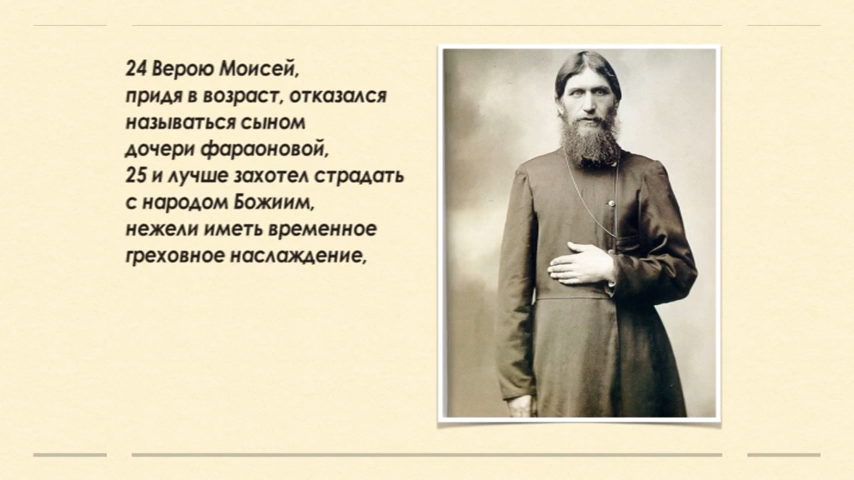 24 Верою Моисей,
придя в возраст, отказался
называться сыном
дочери фараоновой,
25 и лучше захотел страдать
с народом Божиим,
нежели иметь временное
греховное наслаждение,